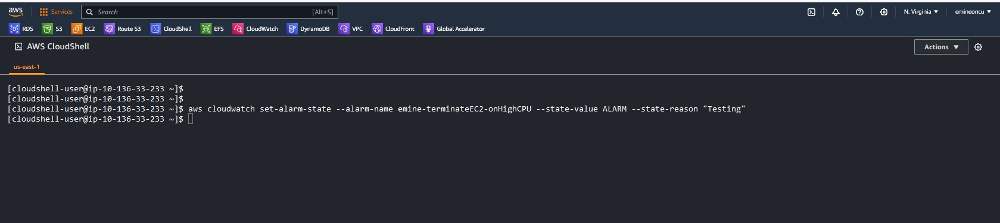 aws Services Search [Alt+S] N. Virginia ▼ emineoncu ▼
RDS S3 EC2 Route 53 CloudShell EFS CloudWatch DynamoDB VPC CloudFront Global Accelerator
AWS CloudShell Actions ▼
us-east-1
[cloudshell-user@ip-10-136-33-233 ~]$
[cloudshell-user@ip-10-136-33-233 ~]$
[cloudshell-user@ip-10-136-33-233 ~]$ aws cloudwatch set-alarm-state --alarm-name emine-terminateEC2-onHighCPU --state-value ALARM --state-reason "Testing"
[cloudshell-user@ip-10-136-33-233 ~]$